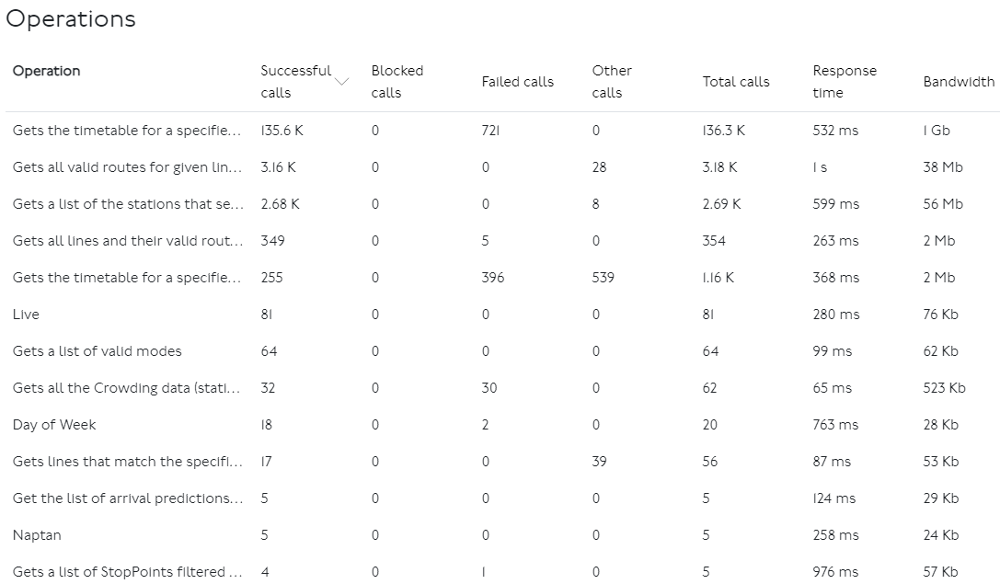 Operations
Operation Successful calls Blocked calls Failed calls Other calls Total calls Response time Bandwidth
Gets the timetable for a specifie... 135.6 K 0 721 0 136.3 K 532 ms 1 Gb
Gets all valid routes for given lin... 3.16 K 0 0 28 3.18 K 1 s 38 Mb
Gets a list of the stations that se... 2.68 K 0 0 8 2.69 K 599 ms 56 Mb
Gets all lines and their valid rout... 349 0 5 0 354 263 ms 2 Mb
Gets the timetable for a specifie... 255 0 396 539 1.16 K 368 ms 2 Mb
Live 81 0 0 0 81 280 ms 76 Kb
Gets a list of valid modes 64 0 0 0 64 99 ms 62 Kb
Gets all the Crowding data (stati... 32 0 30 0 62 65 ms 523 Kb
Day of Week 18 0 2 0 20 763 ms 28 Kb
Gets lines that match the specifi... 17 0 0 39 56 87 ms 53 Kb
Get the list of arrival predictions... 5 0 0 0 5 124 ms 29 Kb
Naptan 5 0 0 0 5 258 ms 24 Kb
Gets a list of StopPoints filtered ... 4 0 1 0 5 976 ms 57 Kb